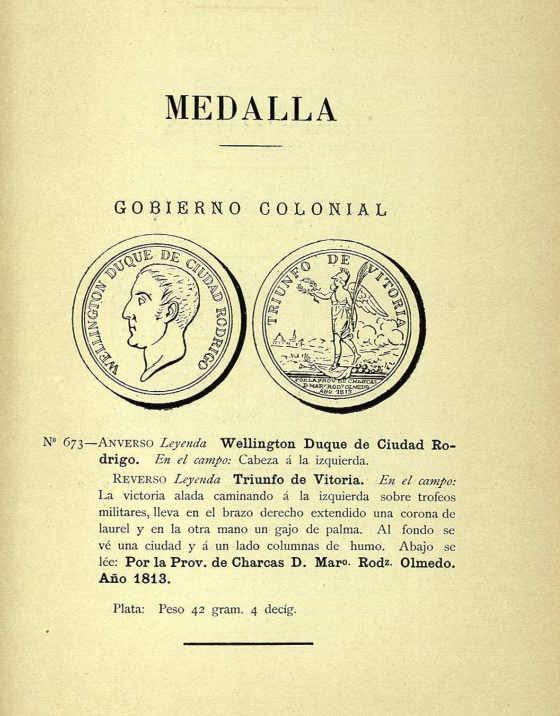 MEDALLA
GOBIERNO COLONIAL
WELLINGTON DUQUE DE CIUDAD RODRIGO
TRIUNFO DE VITORIA
POR LA PROV DE CHARCAS
D. MARº RODZ OLMEDO
AÑO 1813
Nº 673—ANVERSO Leyenda Wellington Duque de Ciudad Ro-
drigo. En el campo: Cabeza á la izquierda.
REVERSO Leyenda Triunfo de Vitoria. En el campo:
La victoria alada caminando á la izquierda sobre trofeos
militares, lleva en el brazo derecho extendido una corona de
laurel y en la otra mano un gajo de palma. Al fondo se
vé una ciudad y á un lado columnas de humo. Abajo se
lée: Por la Prov. de Charcas D. Marº. Rodz. Olmedo.
Año 1813.
Plata: Peso 42 gram. 4 decíg.